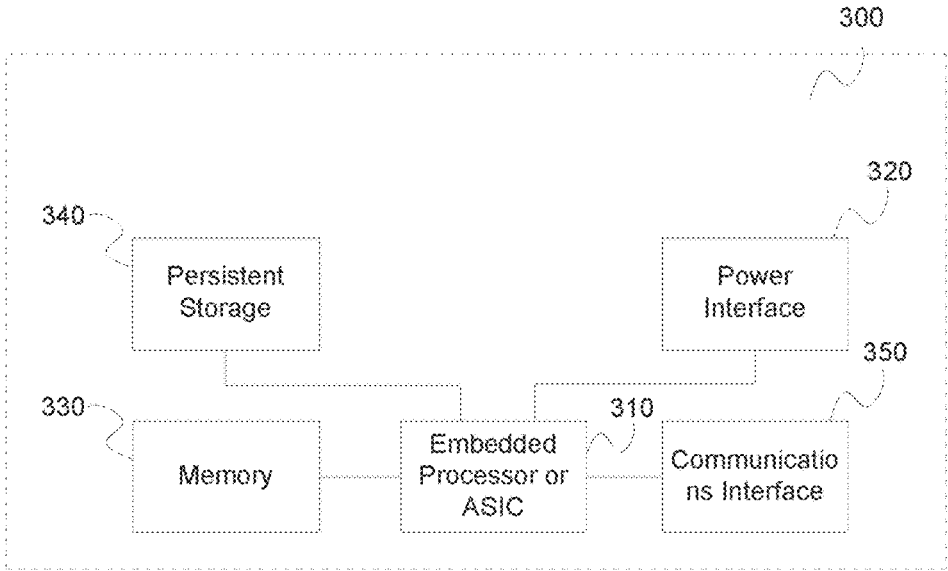 300
320
340
Persistent
Storage
Power
Interface
350
330
310
Memory
Embedded
Processor or
ASIC
Communicatio
ns Interface